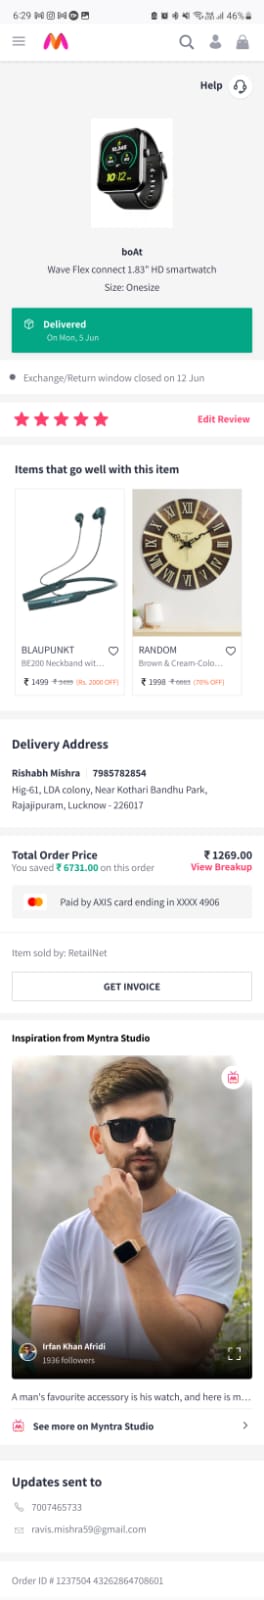 6:29
46%
Help
boAt
Wave Flex connect 1.83" HD smartwatch
Size: Onesize
Delivered
On Mon, 5 Jun
Exchange/Return window closed on 12 Jun
Edit Review
Items that go well with this item
BLAUPUNKT
BE200 Neckband wit...
₹ 1499 ₹ 3499 (Rs. 2000 OFF)
RANDOM
Brown & Cream-Colo...
₹ 1998 (70% OFF)
Delivery Address
Rishabh Mishra | 7985782854
Hig-61, LDA colony, Near Kothari Bandhu Park,
Rajajipuram, Lucknow - 226017
Total Order Price ₹ 1269.00
You saved ₹ 6731.00 on this order View Breakup
Paid by AXIS card ending in XXXX 4906
Item sold by: RetailNet
GET INVOICE
Inspiration from Myntra Studio
Irfan Khan Afridi
1936 followers
A man's favourite accessory is his watch, and here is m...
See more on Myntra Studio
Updates sent to
7007465733
ravis.mishra59@gmail.com
Order ID # 1237504 43262864708601